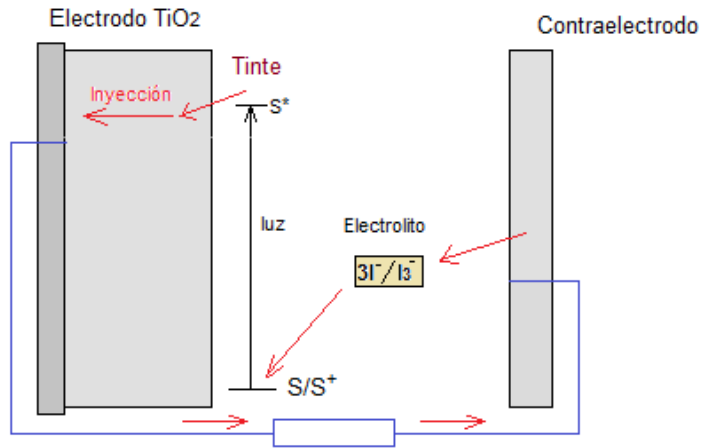 Electrodo TiO2
Contraelectrodo
Tinte
Inyección
S*
luz
Electrolito
3I⁻/I3⁻
S/S⁺